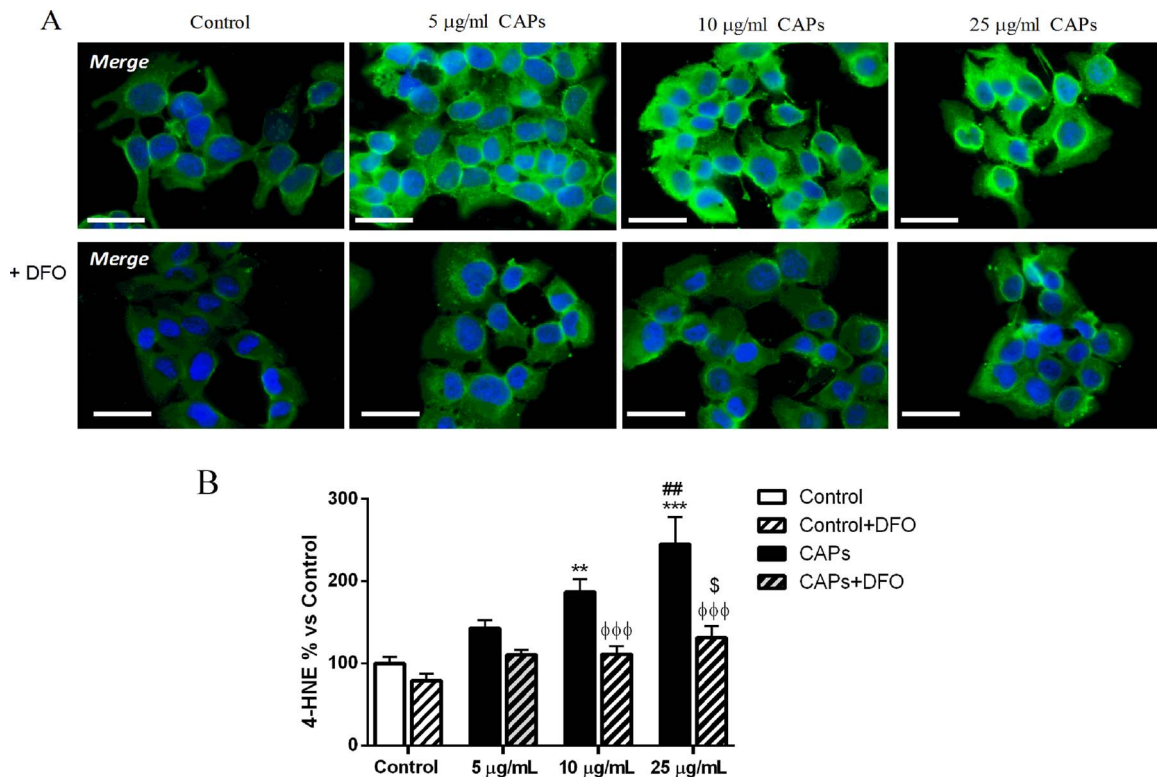 A
Control
5 μg/ml CAPs
10 μg/ml CAPs
25 μg/ml CAPs
Merge
+ DFO
Merge
B
4-HNE % vs Control
300
200
100
0
**
ϕϕϕ
##
***
$
ϕϕϕ
Control
5 μg/mL
10 μg/mL
25 μg/mL
Control
Control+DFO
CAPs
CAPs+DFO